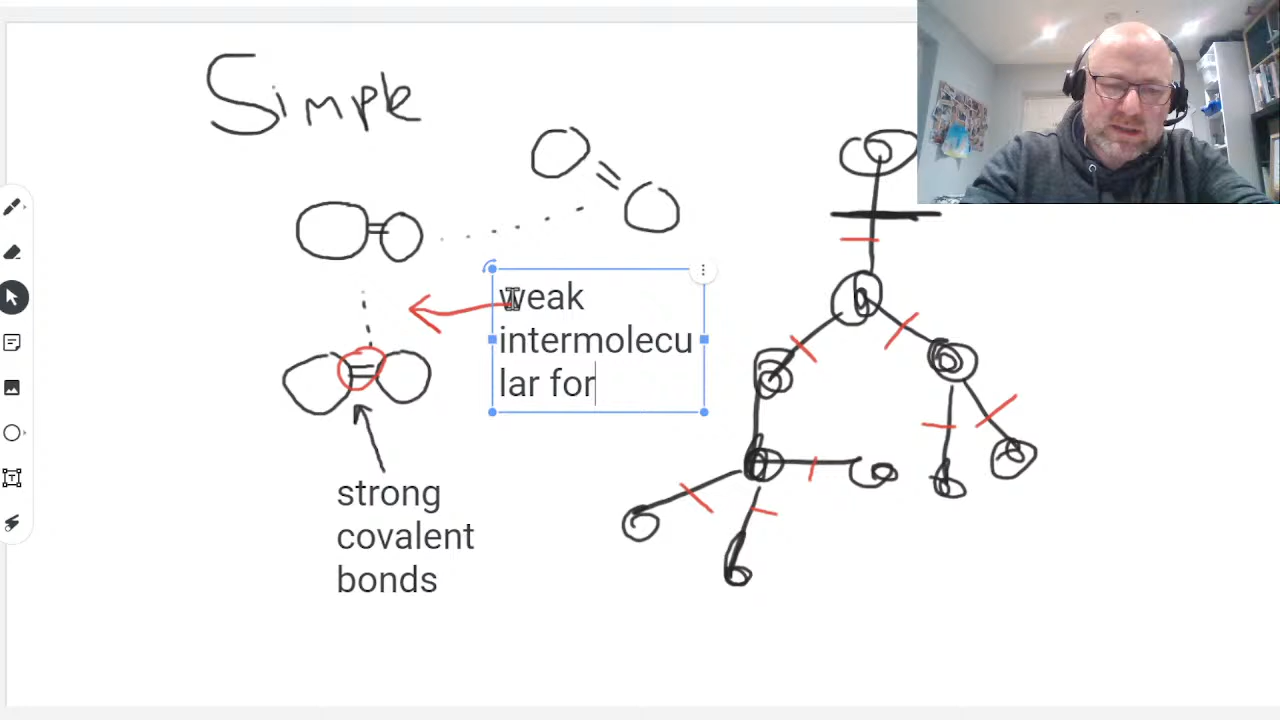 Simple
weak
intermolecu
lar for
strong
covalent
bonds